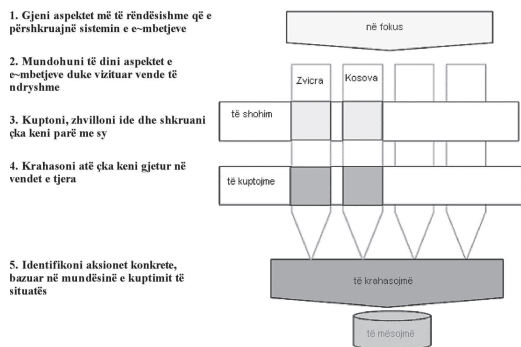 1. Gjeni aspektet më të rëndësishme që e
përshkruajnë sistemin e e~mbetjeve
2. Mundohuni të dini aspektet e
e~mbetjeve duke vizituar vende të
ndryshme
3. Kuptoni, zhvilloni ide dhe shkruani
çka keni parë me sy
4. Krahasoni atë çka keni gjetur në
vendet e tjera
5. Identifikoni aksionet konkrete,
bazuar në mundësinë e kuptimit të
situatës
në fokus
Zvicra
Kosova
të shohim
të kuptojme
të krahasojmë
të mësojmë